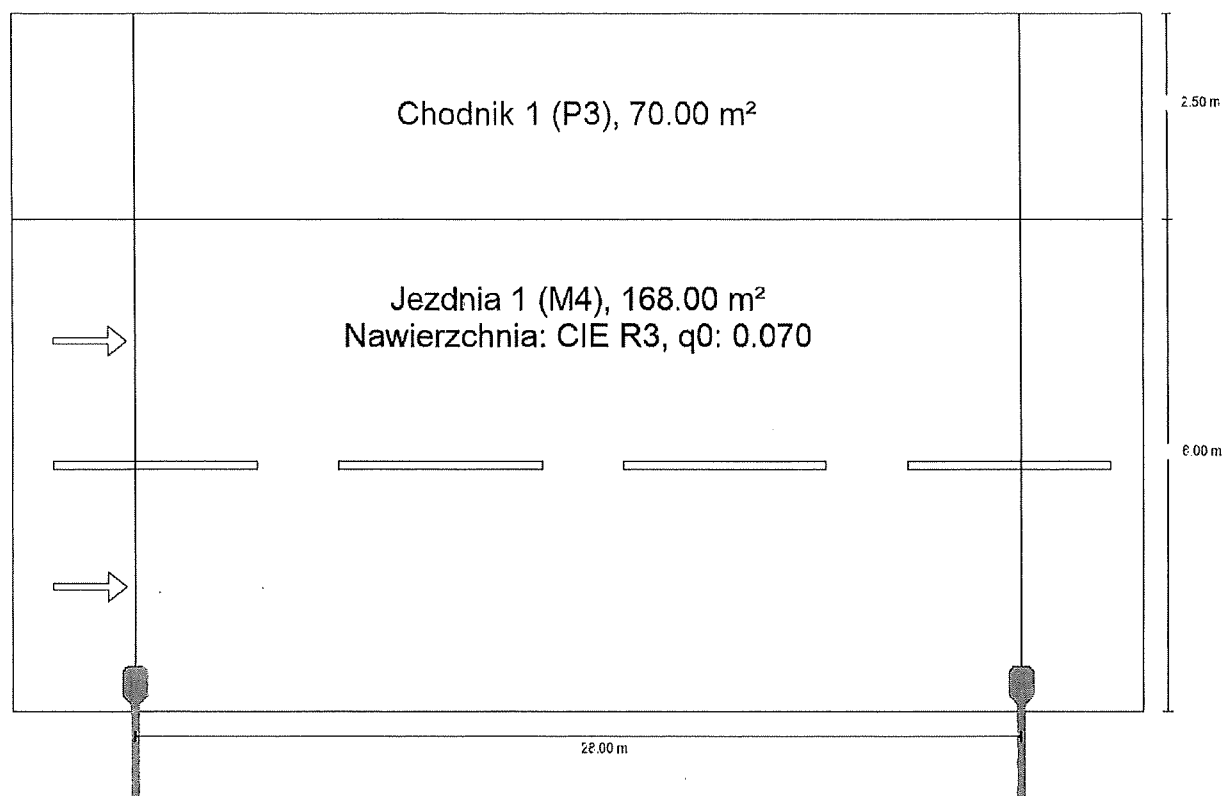 Chodnik 1 (P3), 70.00 m²
2.50 m
Jezdnia 1 (M4), 168.00 m²
Nawierzchnia: CIE R3, q0: 0.070
6.00 m
28.00 m